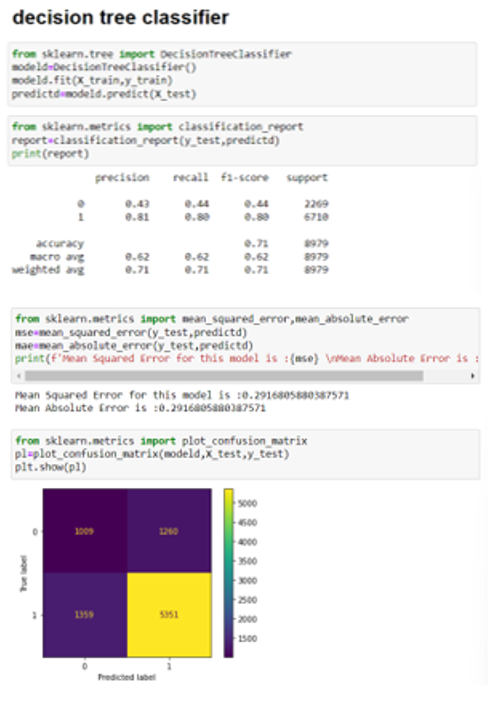 decision tree classifier
from sklearn.tree import DecisionTreeClassifier
modeld=DecisionTreeClassifier()
modeld.fit(X_train,y_train)
predictd=modeld.predict(X_test)
from sklearn.metrics import classification_report
report=classification_report(y_test,predictd)
print(report)
precision recall f1-score support
0 0.43 0.44 0.44 2269
1 0.81 0.80 0.80 6710
accuracy 0.71 8979
macro avg 0.62 0.62 0.62 8979
weighted avg 0.71 0.71 0.71 8979
from sklearn.metrics import mean_squared_error,mean_absolute_error
mse=mean_squared_error(y_test,predictd)
mae=mean_absolute_error(y_test,predictd)
print(f'Mean Squared Error for this model is :{mse} \nMean Absolute Error is :
Mean Squared Error for this model is :0.2916805880387571
Mean Absolute Error is :0.2916805880387571
from sklearn.metrics import plot_confusion_matrix
pl=plot_confusion_matrix(modeld,X_test,y_test)
plt.show(pl)
5000
4500
4000
3500
3000
2500
2000
1500
True label
0
1009 1260
1
1359 5351
0 1
Predicted label